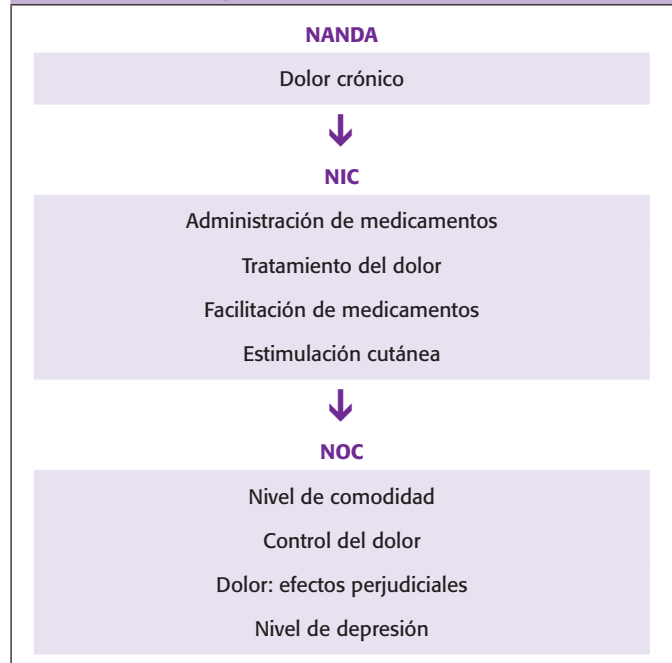 NANDA
Dolor crónico
NIC
Administración de medicamentos
Tratamiento del dolor
Facilitación de medicamentos
Estimulación cutánea
NOC
Nivel de comodidad
Control del dolor
Dolor: efectos perjudiciales
Nivel de depresión